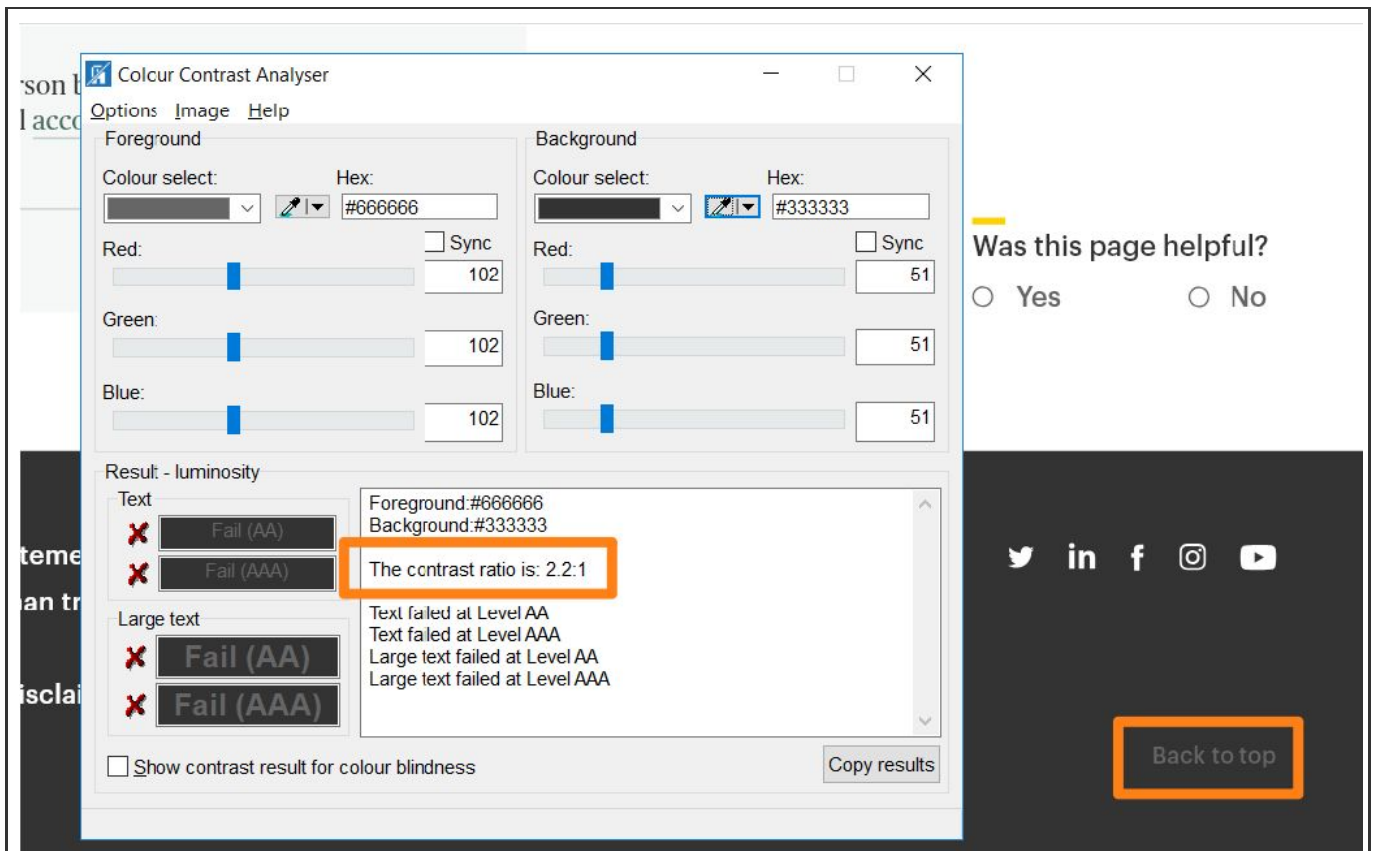 Colcur Contrast Analyser
Options Image Help
l acco
Foreground
Background
Colour select: Hex:
Colour select: Hex:
#666666
#333333
Red: Sync
Red: Sync
102
51
Green:
Green:
102
51
Blue:
Blue:
102
51
Was this page helpful?
Yes No
Result - luminosity
Text
Fail (AA)
Fail (AAA)
Large text
Fail (AA)
Fail (AAA)
Foreground:#666666
Background:#333333
The contrast ratio is: 2.2:1
Text failed at Level AA
Text failed at Level AAA
Large text failed at Level AA
Large text failed at Level AAA
Show contrast result for colour blindness
Copy results
teme
an tr
isclai
in f
Back to top